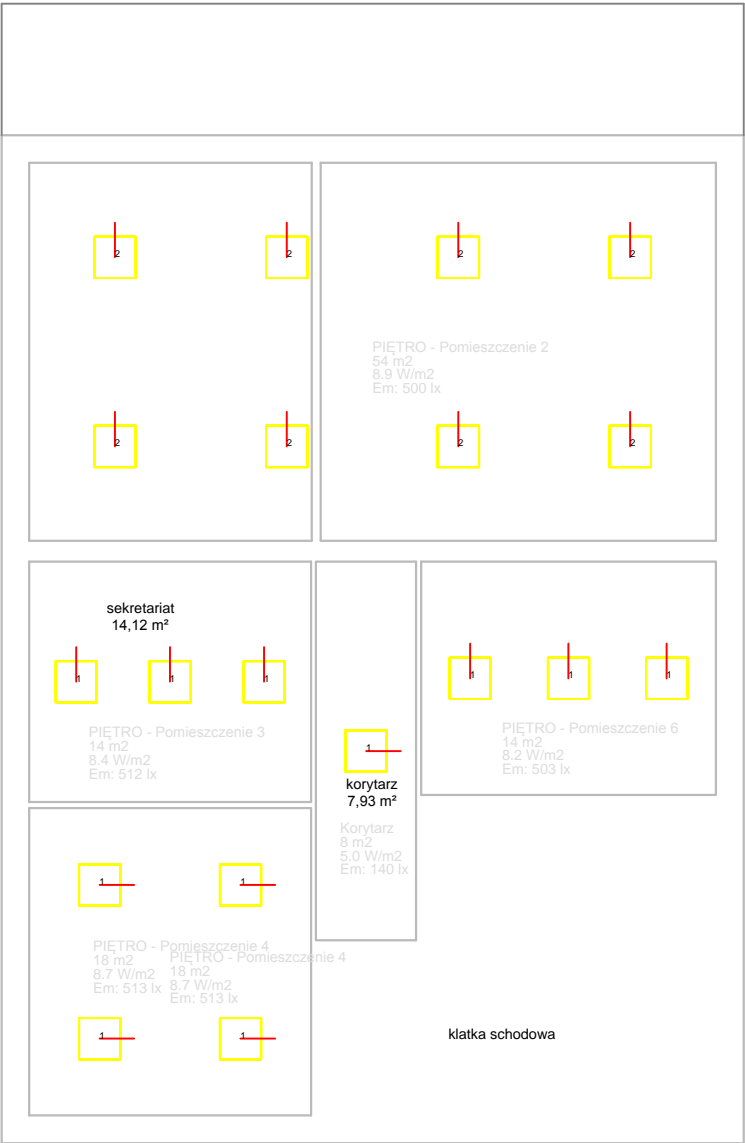 2
2
2
2
PIĘTRO - Pomieszczenie 2
54 m2
8.9 W/m2
Em: 500 lx
2
2
2
2
sekretariat
14,12 m²
1
1
1
PIĘTRO - Pomieszczenie 3
14 m2
8.4 W/m2
Em: 512 lx
1
1
1
PIĘTRO - Pomieszczenie 6
14 m2
8.2 W/m2
Em: 503 lx
1
korytarz
7,93 m²
Korytarz
8 m2
5.0 W/m2
Em: 140 lx
1
1
PIĘTRO - Pomieszczenie 4
18 m2
8.7 W/m2
Em: 513 lx
PIĘTRO - Pomieszczenie 4
18 m2
8.7 W/m2
Em: 513 lx
1
1
klatka schodowa